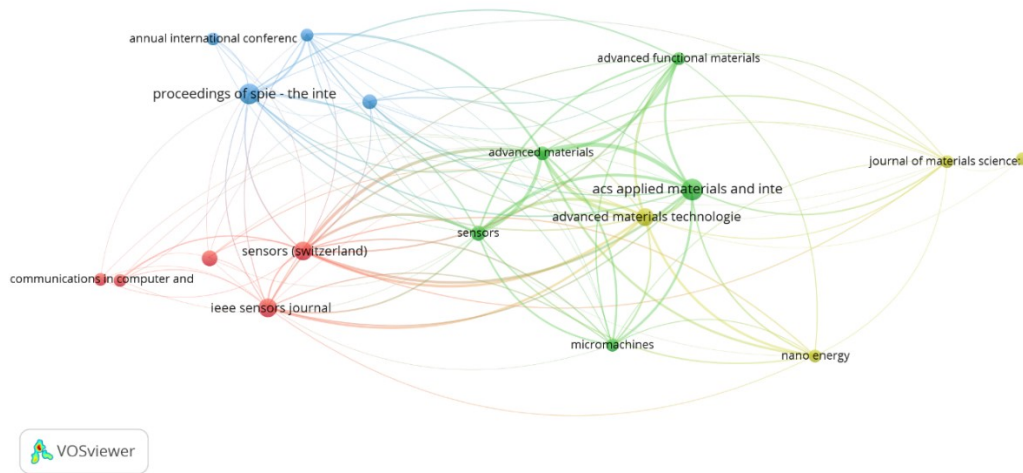 annual international conferenc
advanced functional materials
proceedings of spie - the inte
advanced materials
journal of materials science:
acs applied materials and inte
advanced materials technologie
sensors
sensors (switzerland)
communications in computer and
ieee sensors journal
micromachines
nano energy
VOSviewer